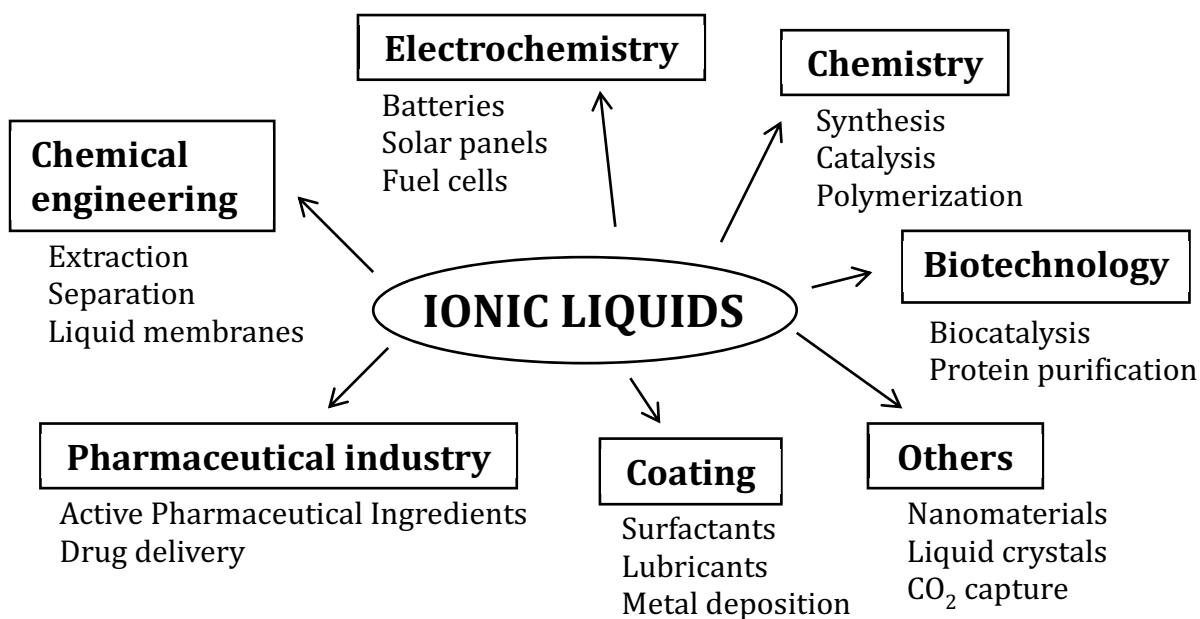 Electrochemistry
Batteries
Solar panels
Fuel cells
Chemistry
Synthesis
Catalysis
Polymerization
Chemical
engineering
Extraction
Separation
Liquid membranes
IONIC LIQUIDS
Biotechnology
Biocatalysis
Protein purification
Pharmaceutical industry
Active Pharmaceutical Ingredients
Drug delivery
Coating
Surfactants
Lubricants
Metal deposition
Others
Nanomaterials
Liquid crystals
CO₂ capture